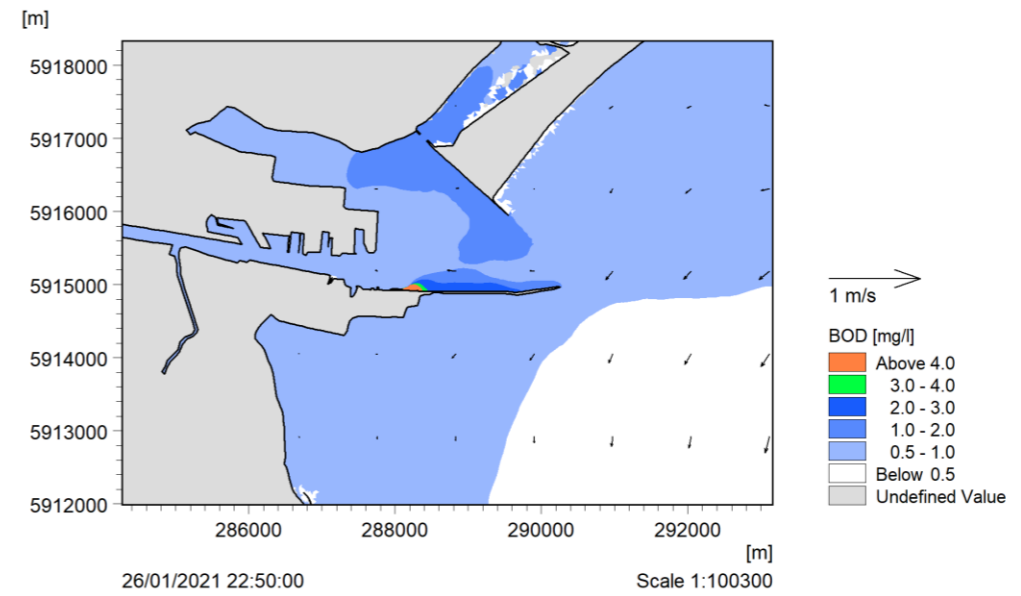 [m]
5918000
5917000
5916000
5915000
5914000
5913000
5912000
286000 288000 290000 292000
[m]
26/01/2021 22:50:00 Scale 1:100300
1 m/s
BOD [mg/l]
Above 4.0
3.0 - 4.0
2.0 - 3.0
1.0 - 2.0
0.5 - 1.0
Below 0.5
Undefined Value